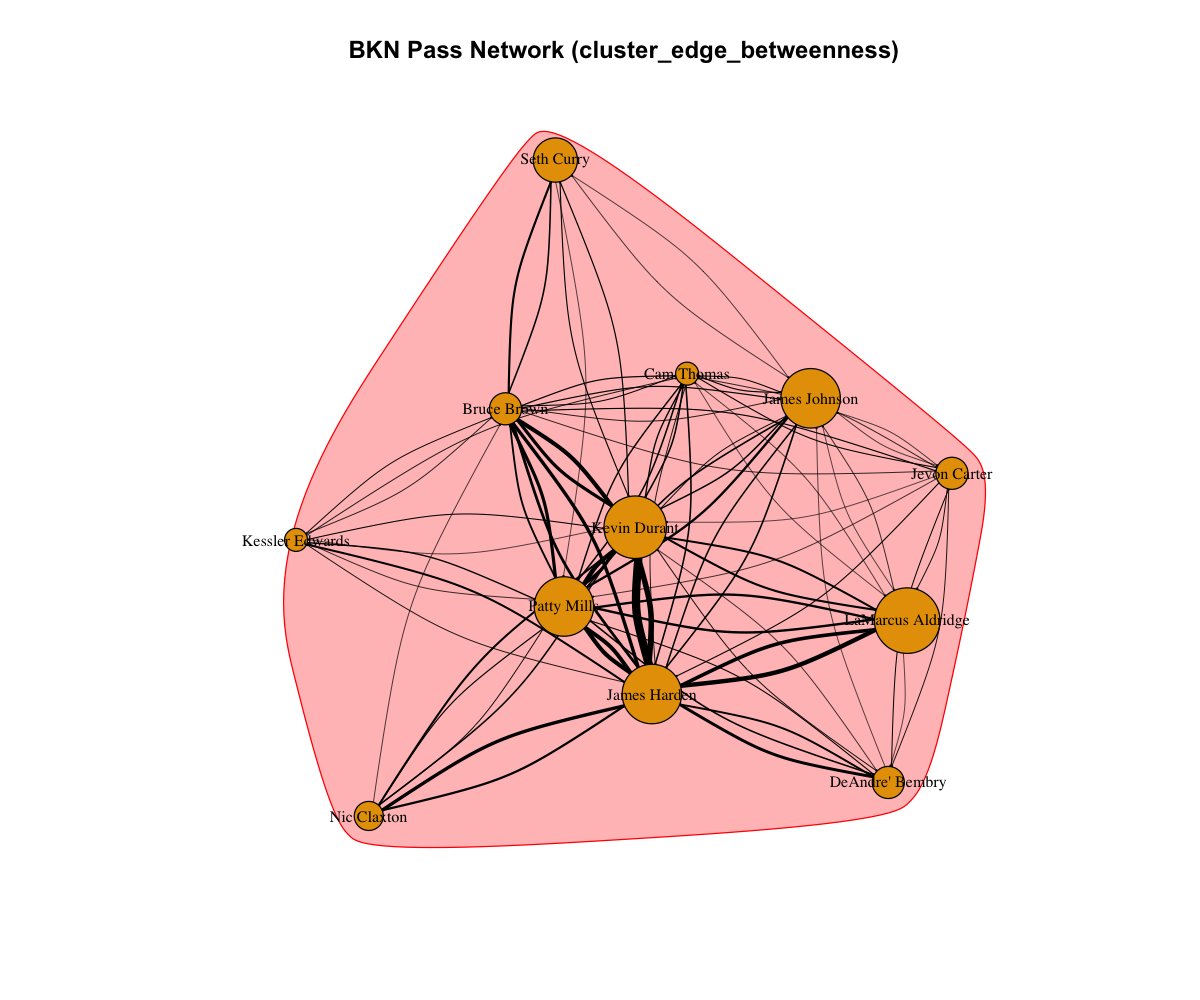 BKN Pass Network (cluster_edge_betweenness)
Seth Curry
Cam Thomas
James Johnson
Bruce Brown
Jevon Carter
Kevin Durant
Kessler Edwards
Patty Mills
LaMarcus Aldridge
James Harden
DeAndre' Bembry
Nic Claxton